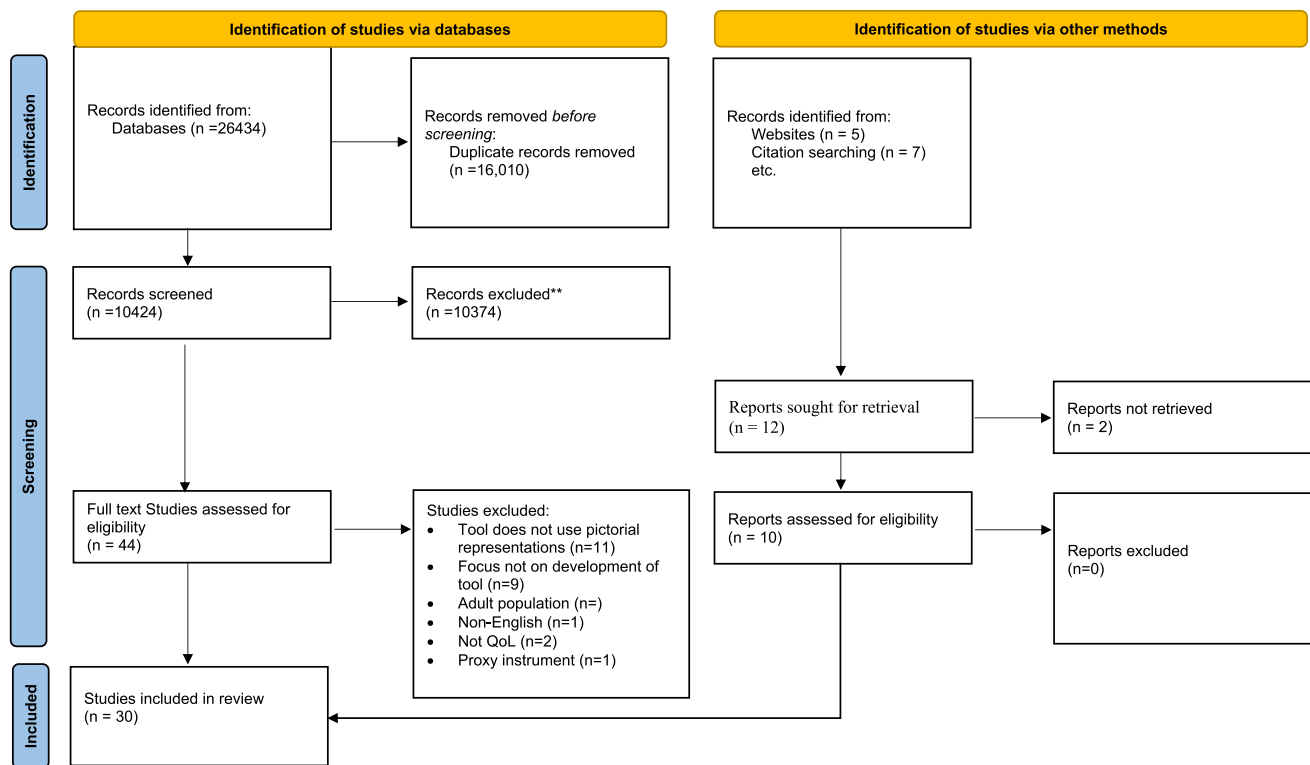 Identification of studies via databases
Identification of studies via other methods
Identification
Records identified from:
Databases (n =26434)
Records removed before
screening:
Duplicate records removed
(n =16,010)
Records identified from:
Websites (n = 5)
Citation searching (n = 7)
etc.
Screening
Records screened
(n =10424)
Records excluded**
(n =10374)
Reports sought for retrieval
(n = 12)
Reports not retrieved
(n = 2)
Full text Studies assessed for
eligibility
(n = 44)
Studies excluded:
• Tool does not use pictorial
representations (n=11)
• Focus not on development of
tool (n=9)
• Adult population (n=)
• Non-English (n=1)
• Not QoL (n=2)
• Proxy instrument (n=1)
Reports assessed for eligibility
(n = 10)
Reports excluded
(n=0)
Included
Studies included in review
(n = 30)